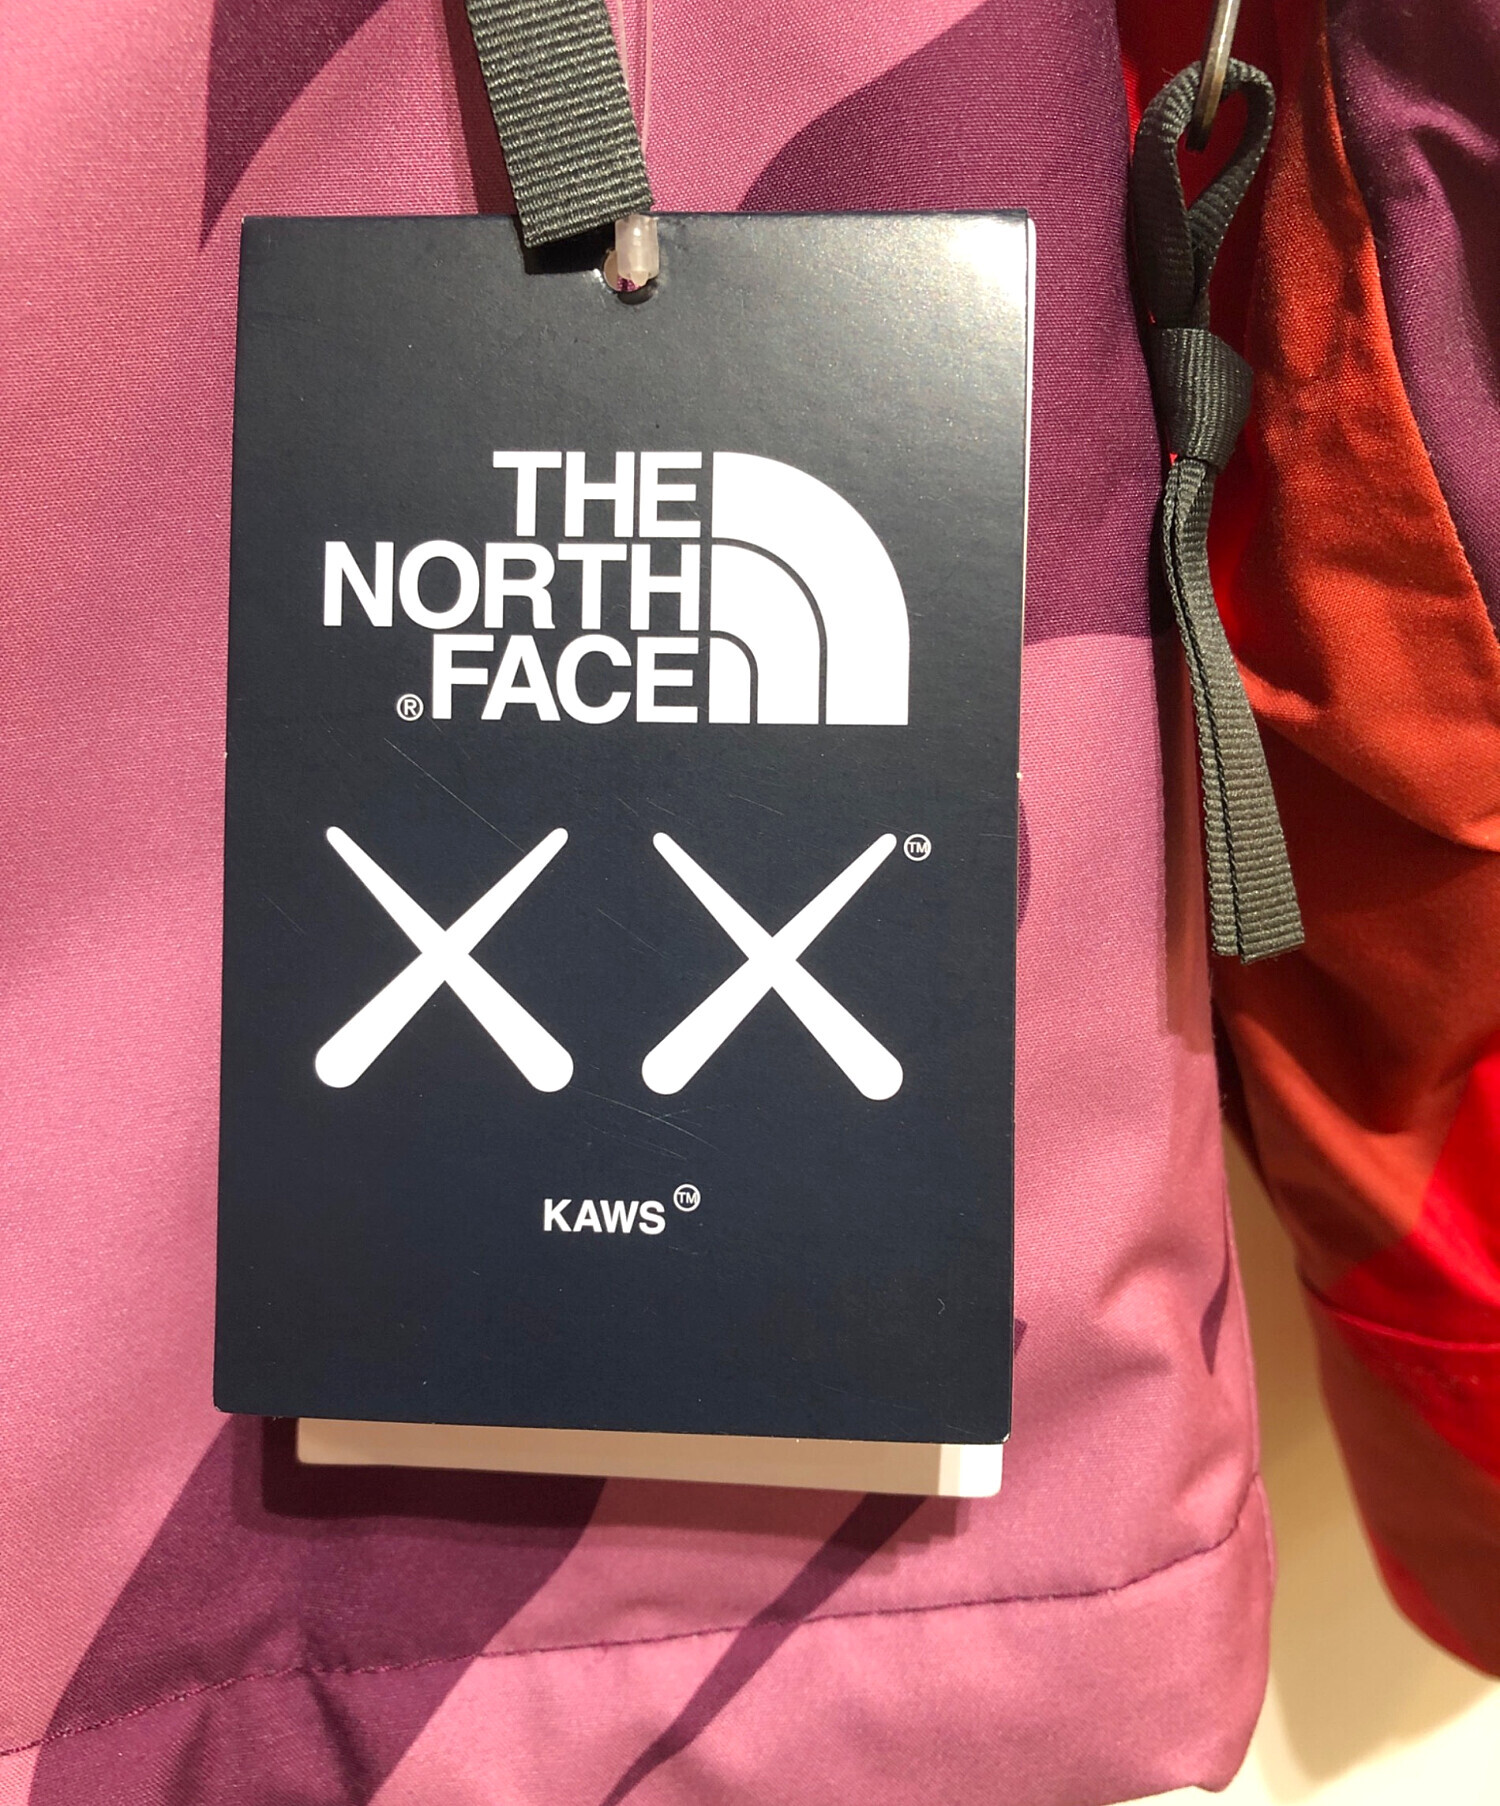 THE
NORTH
®FACE
XX™
KAWS™